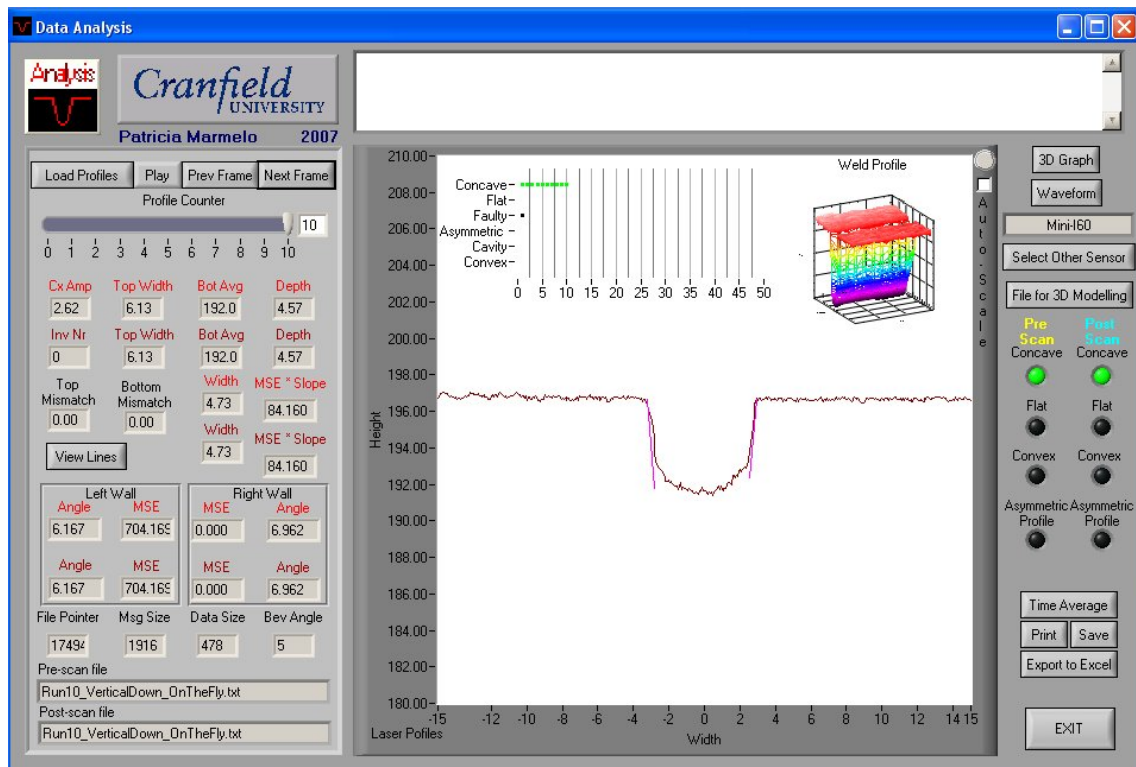 Data Analysis
Analysis
Cranfield
UNIVERSITY
Patricia Marmelo 2007
Load Profiles Play Prev Frame Next Frame
Profile Counter
10
0 1 2 3 4 5 6 7 8 9 10
Cx Amp Top Width Bot Avg Depth
2.62 6.13 192.0 4.57
Inv Nr Top Width Bot Avg Depth
0 6.13 192.0 4.57
Top Mismatch Bottom Mismatch Width MSE * Slope
0.00 0.00 4.73 84.160
Width MSE * Slope
4.73 84.160
View Lines
Left Wall Right Wall
Angle MSE MSE Angle
6.167 704.169 0.000 6.962
Angle MSE MSE Angle
6.167 704.169 0.000 6.962
File Pointer Msg Size Data Size Bev Angle
1916 478 5
Pre-scan file
Run10_VerticalDown_OnTheFly.txt
Post-scan file
Run10_VerticalDown_OnTheFly.txt
210.00
208.00
206.00
204.00
202.00
200.00
198.00
196.00
194.00
192.00
190.00
188.00
186.00
184.00
182.00
180.00
Height
-15 -12 -10 -8 -6 -4 -2 0 2 4 6 8 10 12 14 15
Laser Pofiles
Width
Concave
Flat
Faulty
Asymmetric
Cavity
Convex
0 5 10 15 20 25 30 35 40 45 50
Weld Profile
Auto-Scale
3D Graph
Waveform
Mini-I60
Select Other Sensor
File for 3D Modelling
Pre Scan Post Scan
Concave Concave
Flat Flat
Convex Convex
Asymmetric Profile Asymmetric Profile
Time Average
Print Save
Export to Excel
EXIT